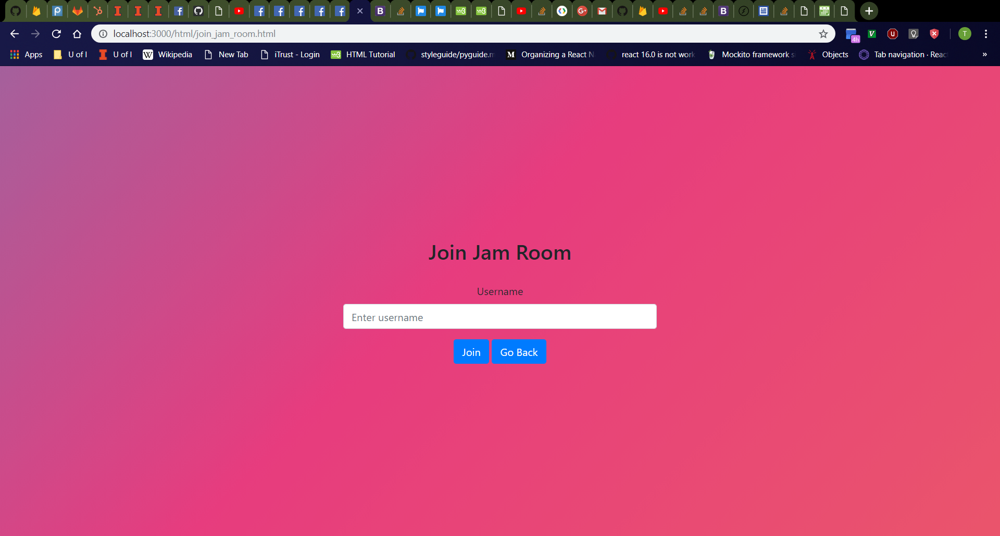 localhost:3000/html/join_jam_room.html
4h
T
Apps
U of I
U of I
Wikipedia
New Tab
iTrust - Login
HTML Tutorial
styleguide/pyguide.m
Organizing a React N
react 16.0 is not work
Mockito framework si
Objects
Tab navigation · Reac
»
Join Jam Room
Username
Enter username
Join
Go Back